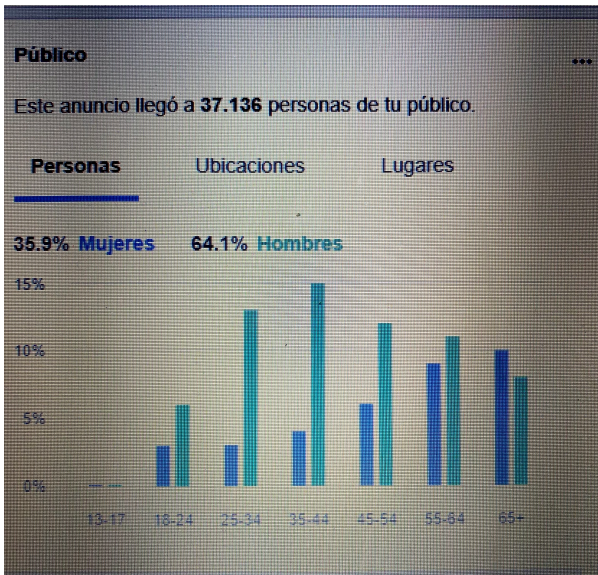 Público
...
Este anuncio llegó a 37.136 personas de tu público.
Personas Ubicaciones Lugares
35.9% Mujeres 64.1% Hombres
15%
10%
5%
0%
13-17 18-24 25-34 35-44 45-54 55-64 65+